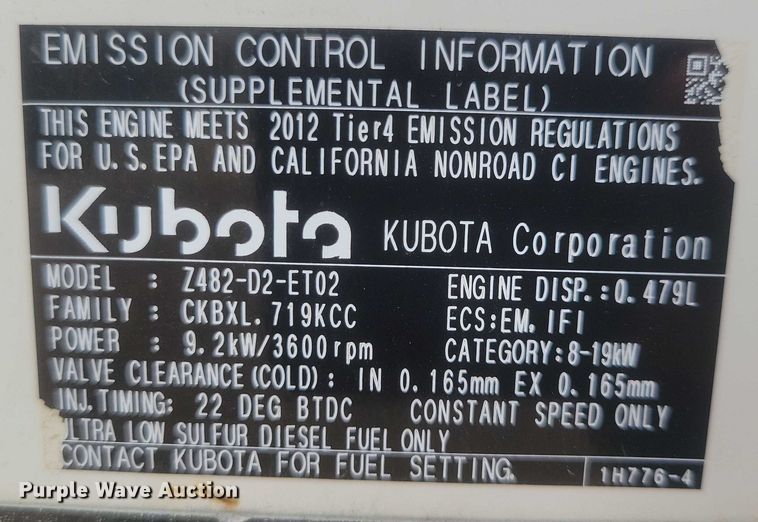 EMISSION CONTROL INFORMATION
(SUPPLEMENTAL LABEL)
THIS ENGINE MEETS 2012 Tier4 EMISSION REGULATIONS
FOR U.S.EPA AND CALIFORNIA NONROAD CI ENGINES.
Kubota KUBOTA Corporation
MODEL : Z482-D2-ET02 ENGINE DISP.:0.479L
FAMILY : CKBXL.719KCC ECS:EM,IFI
POWER : 9.2kW/3600rpm CATEGORY:8-19kW
VALVE CLEARANCE(COLD): IN 0.165mm EX 0.165mm
INJ.TIMING: 22 DEG BTDC CONSTANT SPEED ONLY
ULTRA LOW SULFUR DIESEL FUEL ONLY
CONTACT KUBOTA FOR FUEL SETTING. 1H776-4
Purple Wave Auction